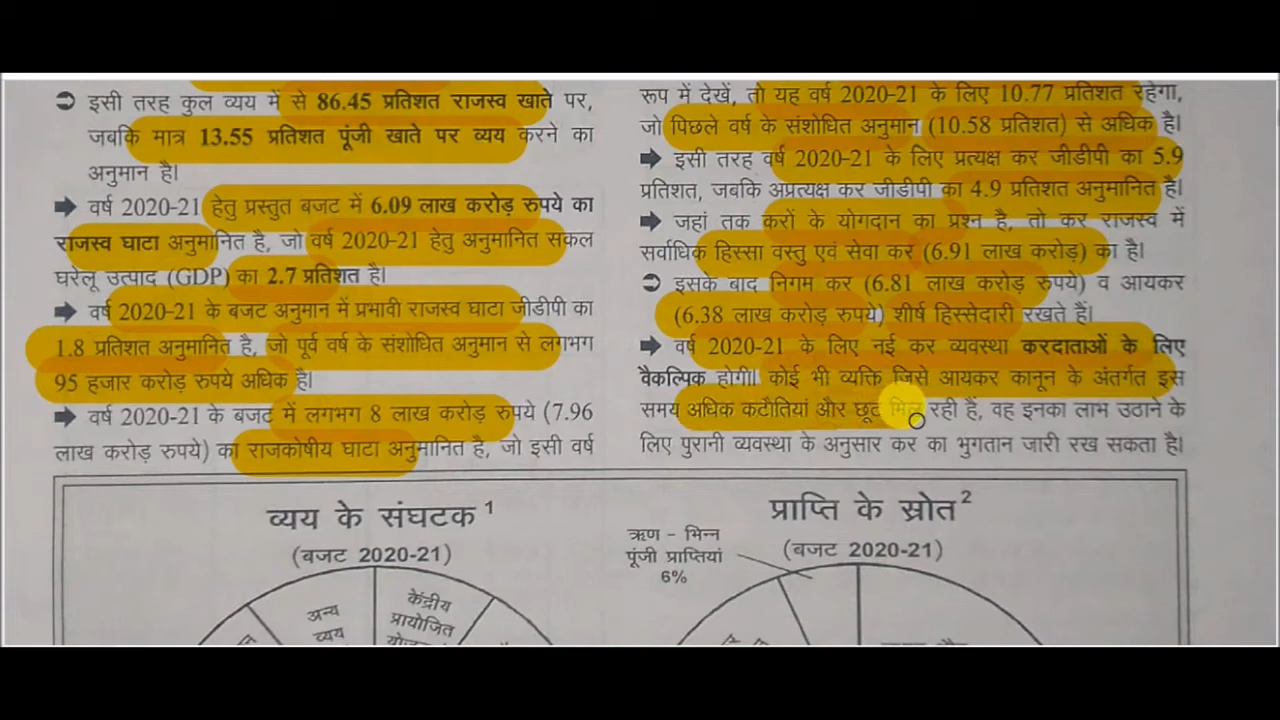 इसी तरह कुल व्यय में से 86.45 प्रतिशत राजस्व खाते पर,
जबकि मात्र 13.55 प्रतिशत पूंजी खाते पर व्यय करने का
अनुमान है।
वर्ष 2020-21 हेतु प्रस्तुत बजट में 6.09 लाख करोड़ रुपये का
राजस्व घाटा अनुमानित है, जो वर्ष 2020-21 हेतु अनुमानित सकल
घरेलू उत्पाद (GDP) का 2.7 प्रतिशत है।
वर्ष 2020-21 के बजट अनुमान में प्रभावी राजस्व घाटा जीडीपी का
1.8 प्रतिशत अनुमानित है, जो पूर्व वर्ष के संशोधित अनुमान से लगभग
95 हजार करोड़ रुपये अधिक है।
वर्ष 2020-21 के बजट में लगभग 8 लाख करोड़ रुपये (7.96
लाख करोड़ रुपये) का राजकोषीय घाटा अनुमानित है, जो इसी वर्ष
रूप में देखें, तो यह वर्ष 2020-21 के लिए 10.77 प्रतिशत रहेगा,
जो पिछले वर्ष के संशोधित अनुमान (10.58 प्रतिशत) से अधिक है।
इसी तरह वर्ष 2020-21 के लिए प्रत्यक्ष कर जीडीपी का 5.9
प्रतिशत, जबकि अप्रत्यक्ष कर जीडीपी का 4.9 प्रतिशत अनुमानित है।
जहां तक करों के योगदान का प्रश्न है, तो कर राजस्व में
सर्वाधिक हिस्सा वस्तु एवं सेवा कर (6.91 लाख करोड़) का है।
इसके बाद निगम कर (6.81 लाख करोड़ रुपये) व आयकर
(6.38 लाख करोड़ रुपये) शीर्ष हिस्सेदारी रखते हैं।
वर्ष 2020-21 के लिए नई कर व्यवस्था करदाताओं के लिए
वैकल्पिक होगी। कोई भी व्यक्ति जिसे आयकर कानून के अंतर्गत इस
समय अधिक कटौतियां और छूट मिल रही हैं, वह इनका लाभ उठाने के
लिए पुरानी व्यवस्था के अनुसार कर का भुगतान जारी रख सकता है।
व्यय के संघटक1
(बजट 2020-21)
अन्य
व्यय
केंद्रीय
प्रायोजित
प्राप्ति के स्रोत2
(बजट 2020-21)
ऋण - भिन्न
पूंजी प्राप्तियां
6%